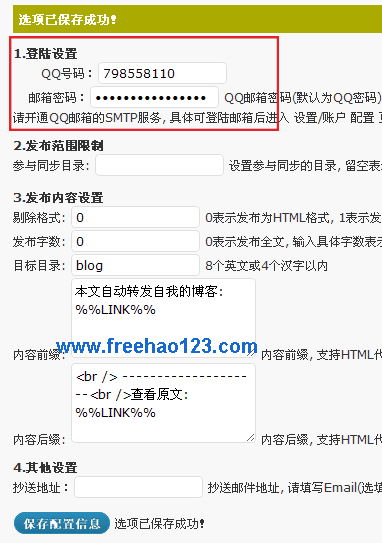 选项已保存成功!
1.登陆设置
QQ号码: 798558110
邮箱密码: •••••••••••••••• QQ邮箱密码(默认为QQ密码)
请开通QQ邮箱的SMTP服务, 具体可登陆邮箱后进入 设置/账户 配置
2.发布范围限制
参与同步目录: 设置参与同步的目录, 留空表
3.发布内容设置
剔除格式: 0 0表示发布为HTML格式, 1表示发
发布字数: 0 0表示发布全文, 输入具体字数表示
目标目录: blog 8个英文或4个汉字以内
本文自动转发自我的博客:
%%LINK%%
www.freehao123.com
内容前缀: 内容前缀, 支持HTML代
<br /> -------------------
--<br />查看原文:
%%LINK%%
内容后缀: 内容后缀, 支持HTML代
4.其他设置
抄送地址: 抄送邮件地址, 请填写Email(选填
保存配置信息 选项已保存成功!